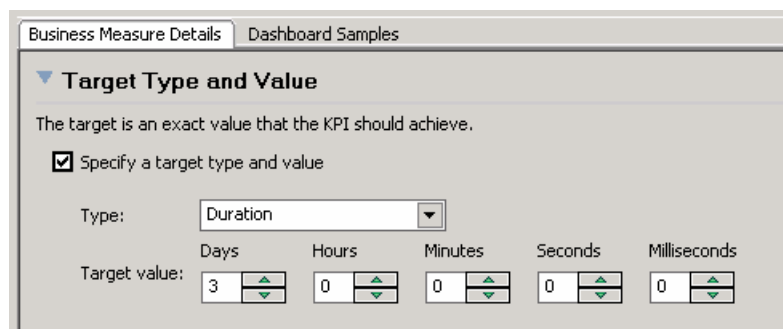 Business Measure Details Dashboard Samples
Target Type and Value
The target is an exact value that the KPI should achieve.
Specify a target type and value
Type: Duration
Days Hours Minutes Seconds Milliseconds
Target value: 3 0 0 0 0